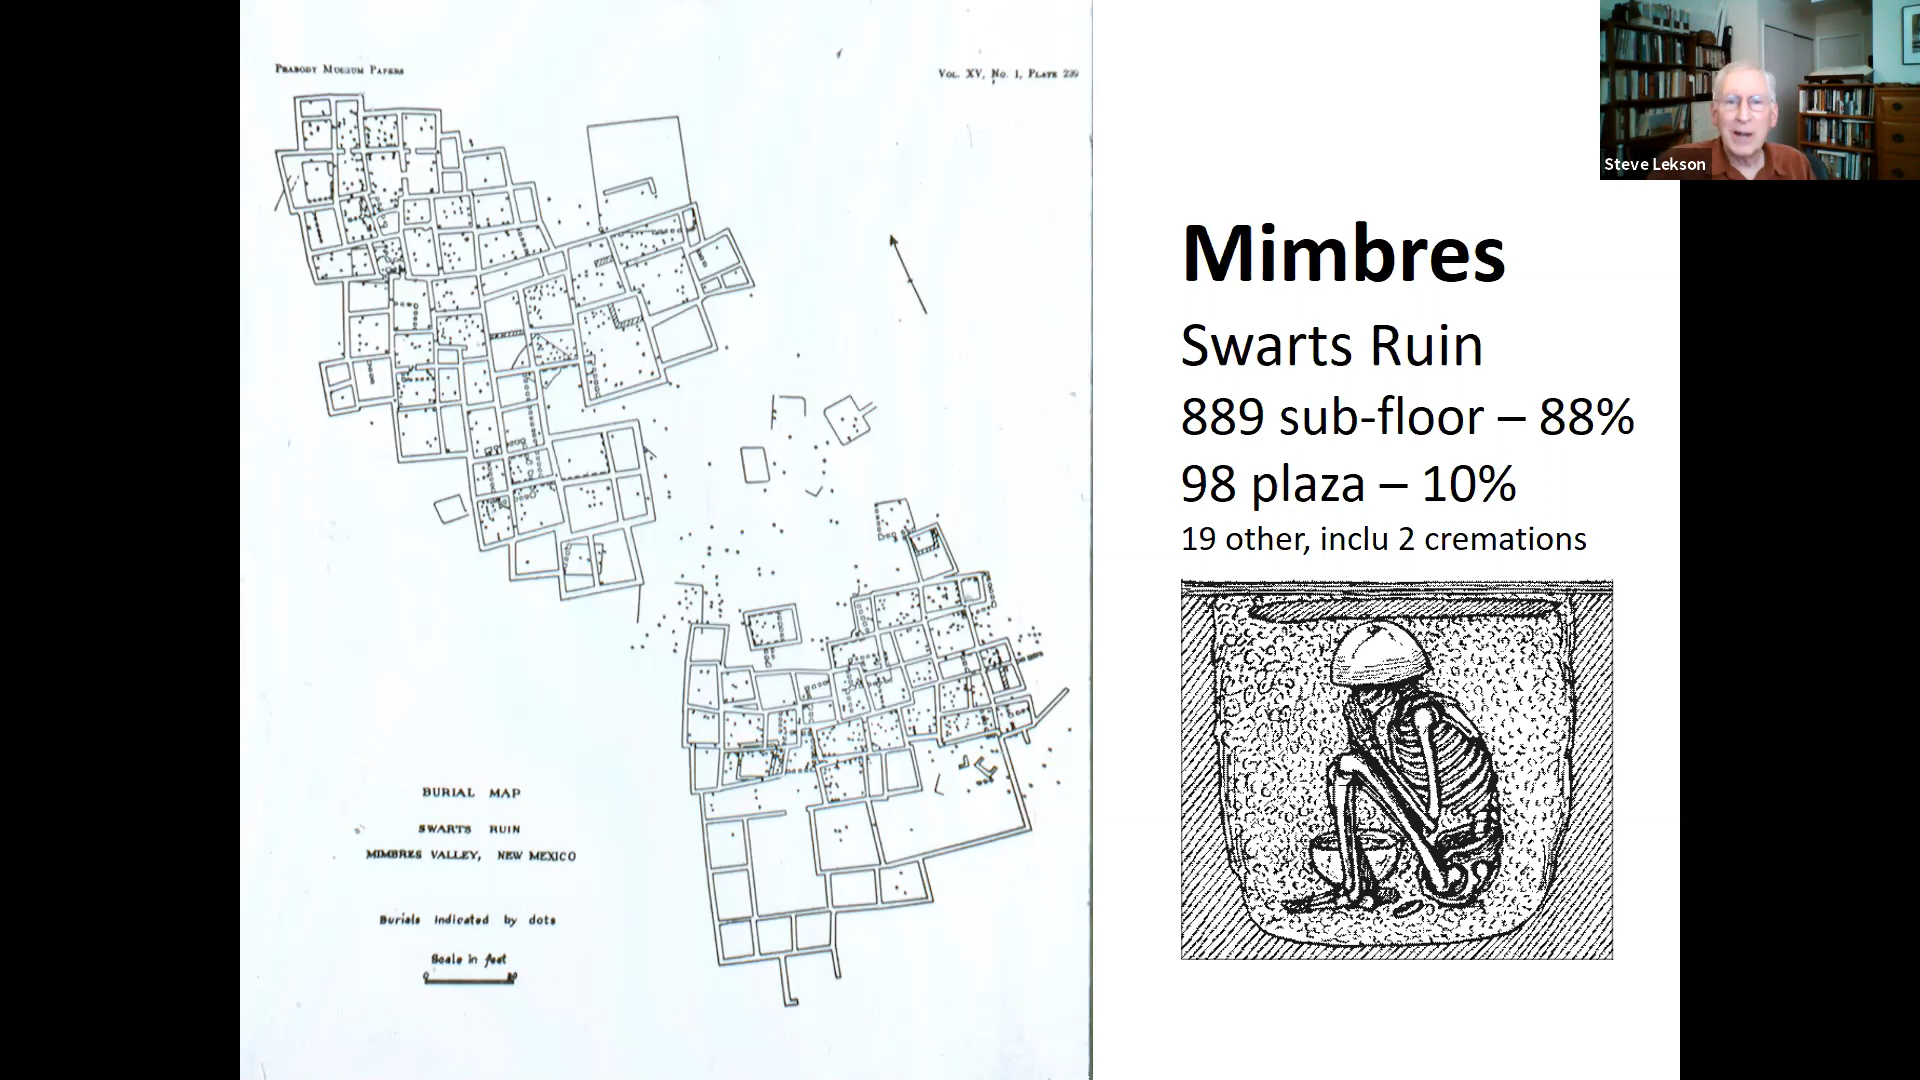 PEABODY MUSEUM PAPERS
VOL. XV, NO. 1, PLATE 239
BURIAL MAP
SWARTS RUIN
MIMBRES VALLEY, NEW MEXICO
Burials indicated by dots
Scale in feet
Steve Lekson
Mimbres
Swarts Ruin
889 sub-floor – 88%
98 plaza – 10%
19 other, inclu 2 cremations